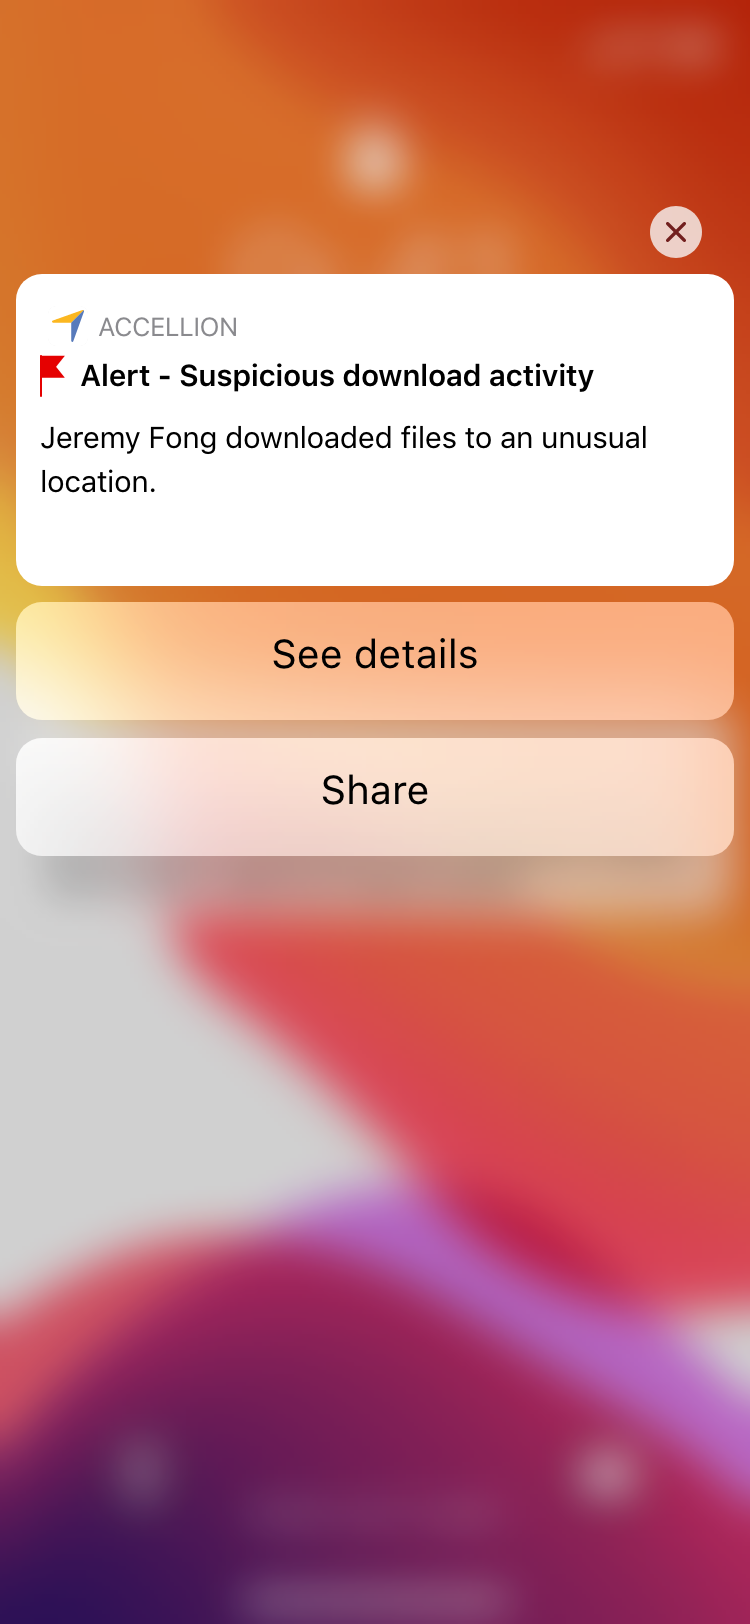 ACCELLION
Alert - Suspicious download activity
Jeremy Fong downloaded files to an unusual
location.
See details
Share